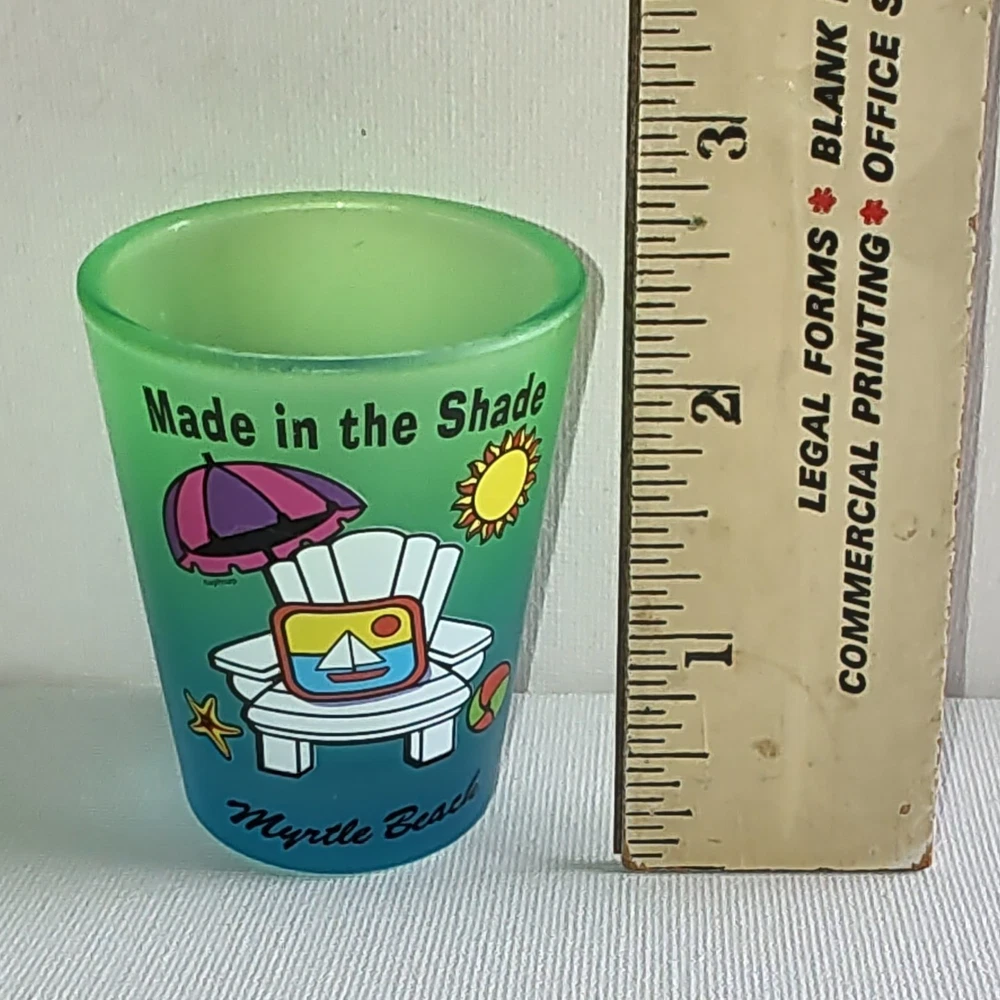 Made in the Shade
Myrtle Beach
3
2
1
LEGAL FORMS * BLANK
COMMERCIAL PRINTING * OFFICE S